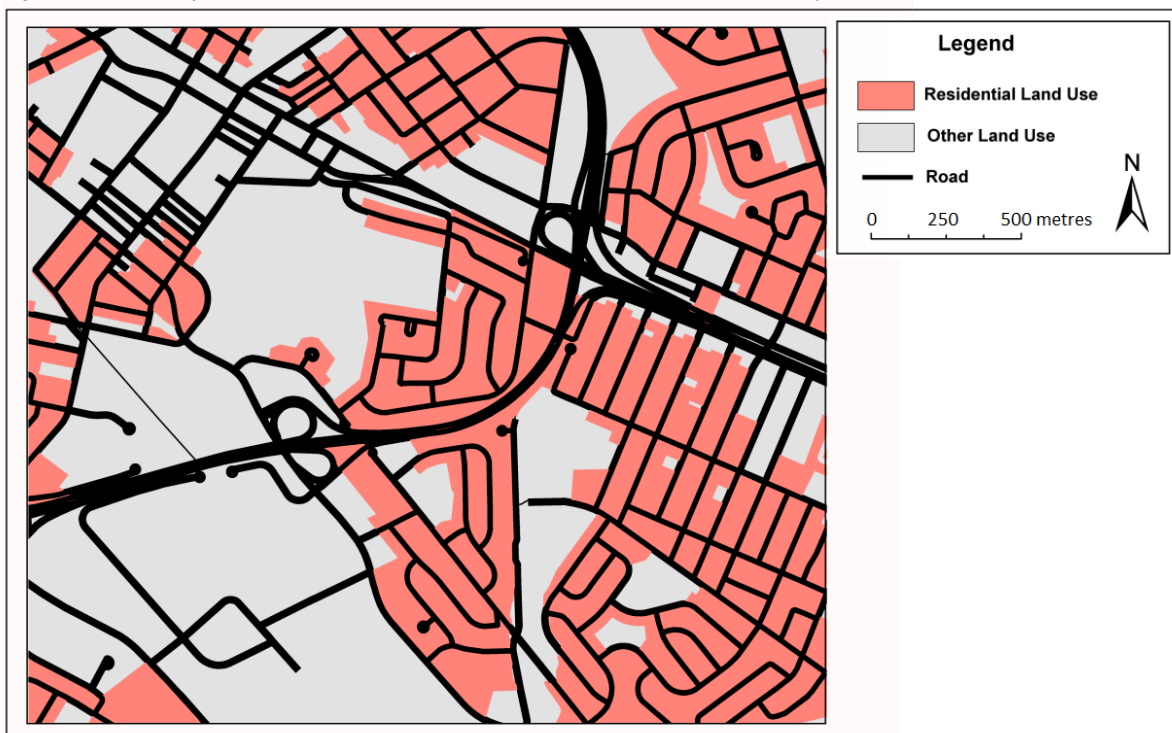 Legend
Residential Land Use
Other Land Use
Road
N
0 250 500 metres